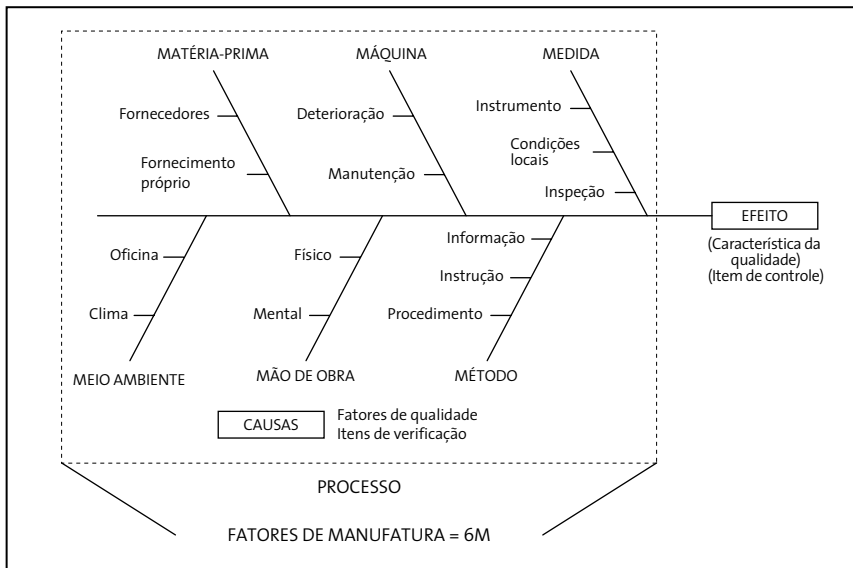 MATÉRIA-PRIMA
MÁQUINA
MEDIDA
Fornecedores
Deterioração
Instrumento
Fornecimento
próprio
Manutenção
Condições
locais
Inspeção
EFEITO
(Característica da
qualidade)
(Item de controle)
Oficina
Físico
Informação
Instrução
Clima
Mental
Procedimento
MEIO AMBIENTE
MÃO DE OBRA
MÉTODO
CAUSAS
Fatores de qualidade
Itens de verificação
PROCESSO
FATORES DE MANUFATURA = 6M